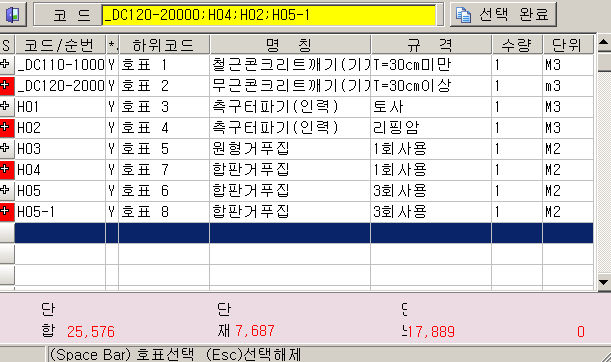 코 드 _DC120-20000;H04;H02;H05-1 선택 완료
S 코드/순번 *. 하위코드 명 칭 규 격 수량 단위
_DC110-1000 Y 호표 1 철근콘크리트깨기(기기 T=30cm미만 1 M3
_DC120-2000 Y 호표 2 무근콘크리트깨기(기기 T=30cm이상 1 m3
H01 Y 호표 3 측구터파기(인력) 토사 1 M3
H02 Y 호표 4 측구터파기(인력) 리핑암 1 M3
H03 Y 호표 5 원형거푸집 1회사용 1 M2
H04 Y 호표 7 합판거푸집 1회사용 1 M2
H05 Y 호표 6 합판거푸집 3회사용 1 M2
H05-1 Y 호표 8 합판거푸집 3회사용 1 M2
단 단
합 25,576 재 7,687 17,889 0
(Space Bar) 호표선택 (Esc)선택해제